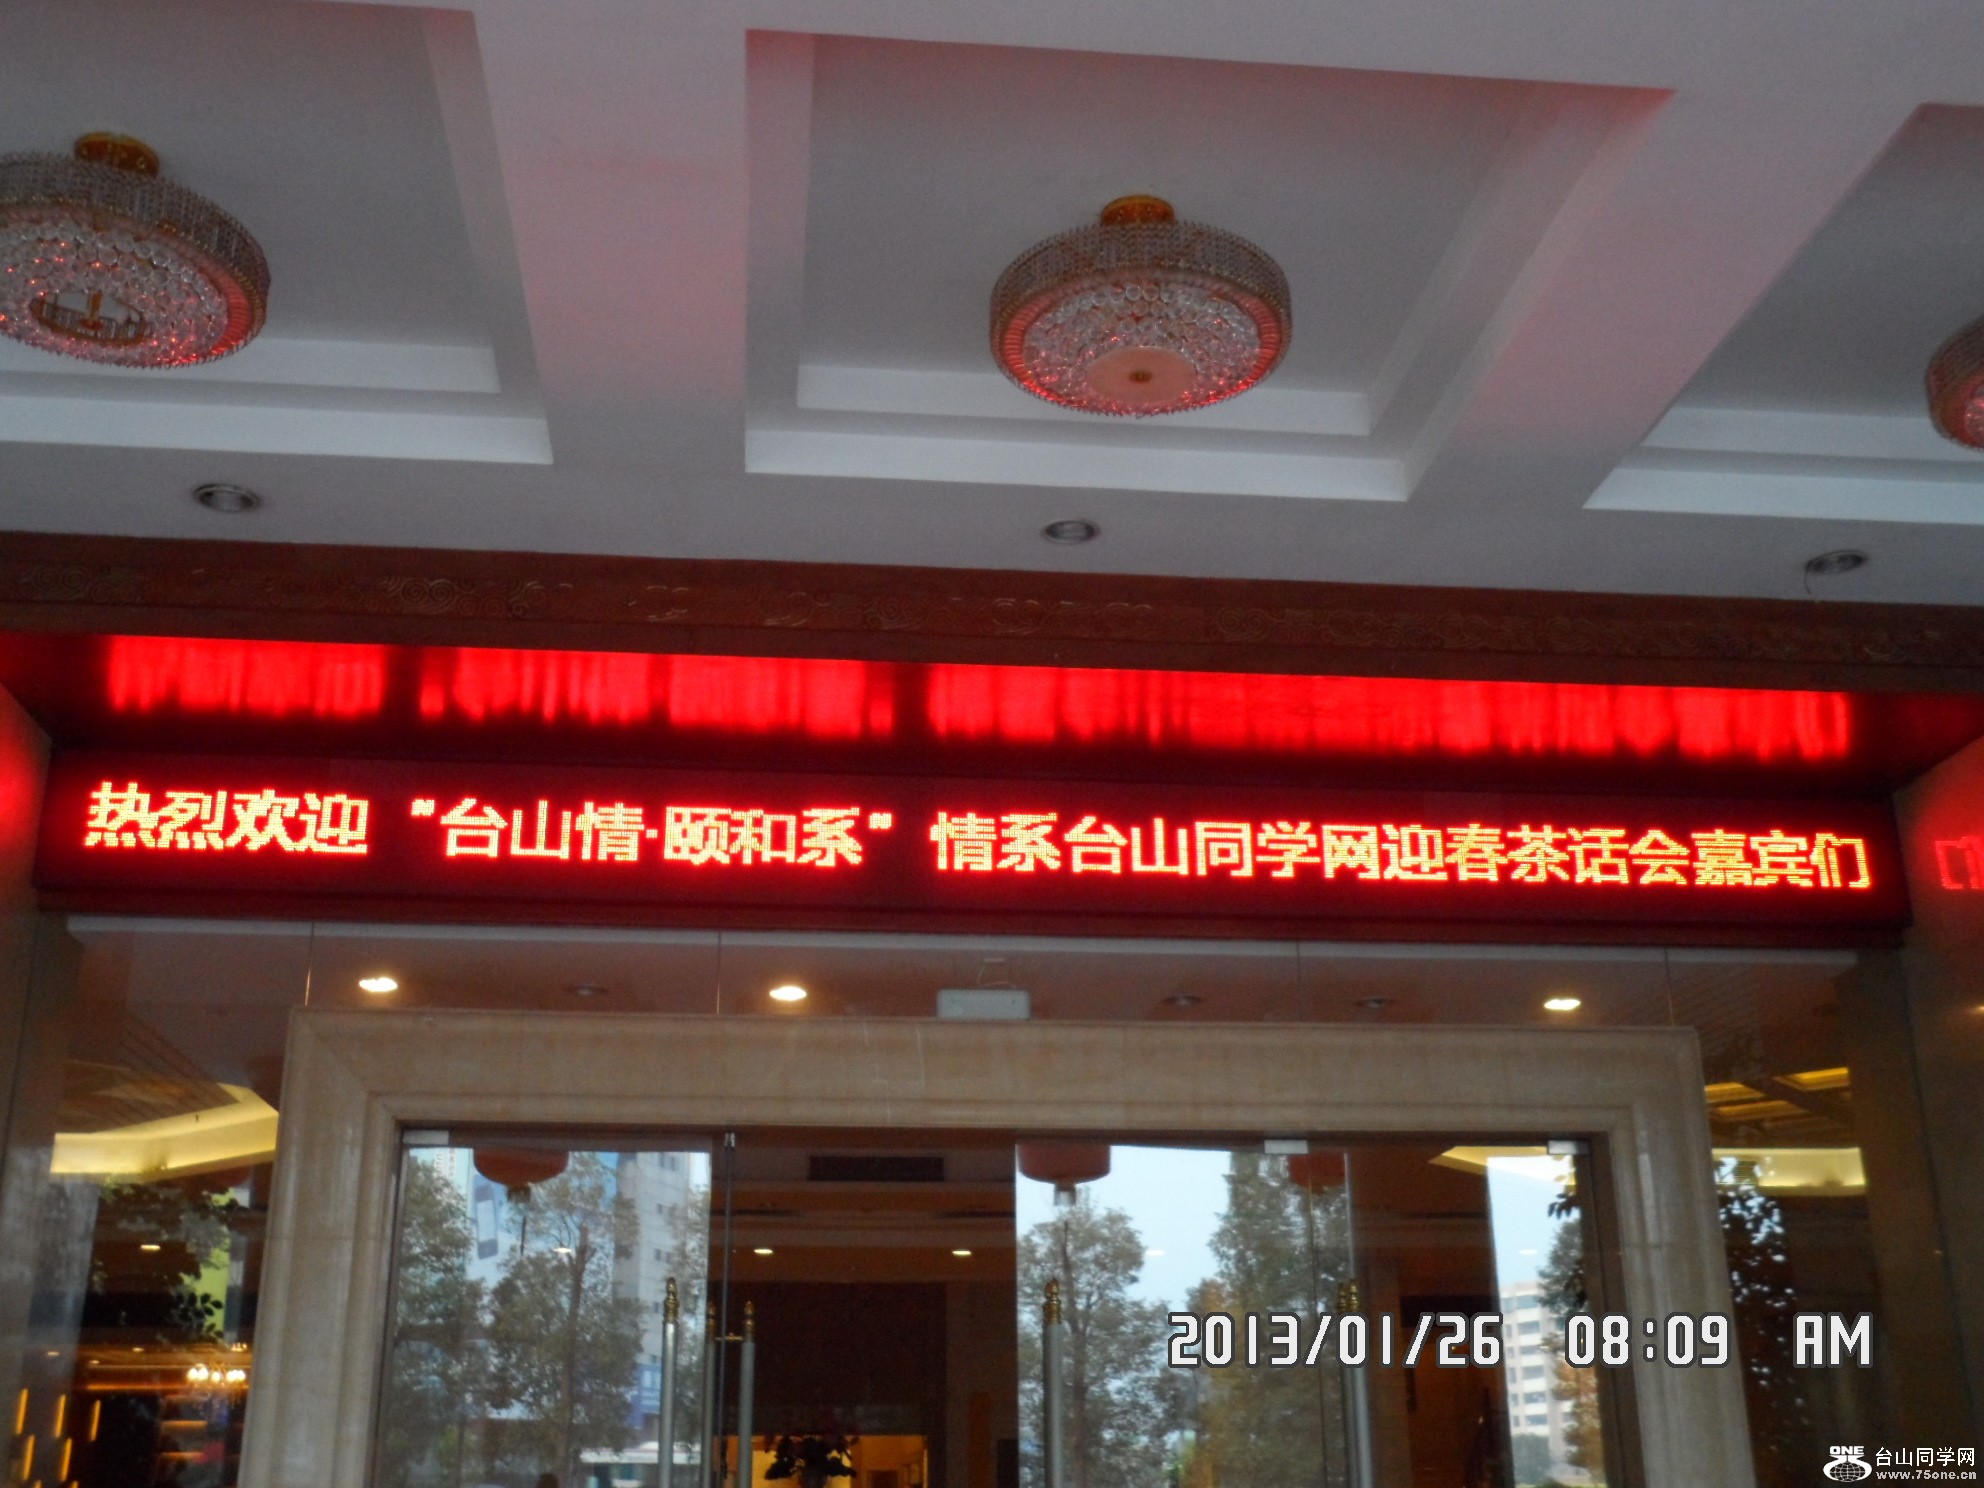 热烈欢迎“台山情·颐和系”情系台山同学网迎春茶话会嘉宾们
2013/01/26 08:09 AM
ONE 台山同学网
www.75one.cn